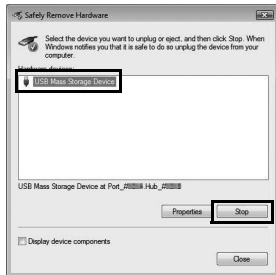 Safely Remove Hardware
Select the device you want to unplug or eject, and then click Stop. When
Windows notifies you that it is safe to do so unplug the device from your
computer.
Hardware devices:
USB Mass Storage Device
USB Mass Storage Device at Port_# .Hub_#
Properties
Stop
Display device components
Close